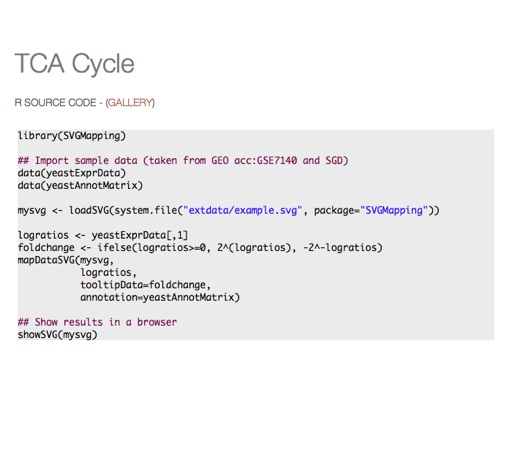 TCA Cycle
R SOURCE CODE - (GALLERY)
library(SVGMapping)
## Import sample data (taken from GEO acc:GSE7140 and SGD)
data(yeastExprData)
data(yeastAnnotMatrix)
mysvg <- loadSVG(system.file("extdata/example.svg", package="SVGMapping"))
logratios <- yeastExprData[,1]
foldchange <- ifelse(logratios>=0, 2^(logratios), -2^-logratios)
mapDataSVG(mysvg,
logratios,
tooltipData=foldchange,
annotation=yeastAnnotMatrix)
## Show results in a browser
showSVG(mysvg)